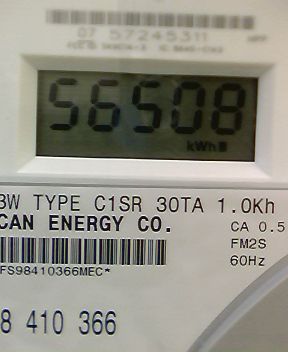 07 57245311
56508
kWh
3W TYPE C1SR 30TA 1.0Kh
CAN ENERGY CO.
CA 0.5
FM2S
FS98410366MEC*
60Hz
8 410 366